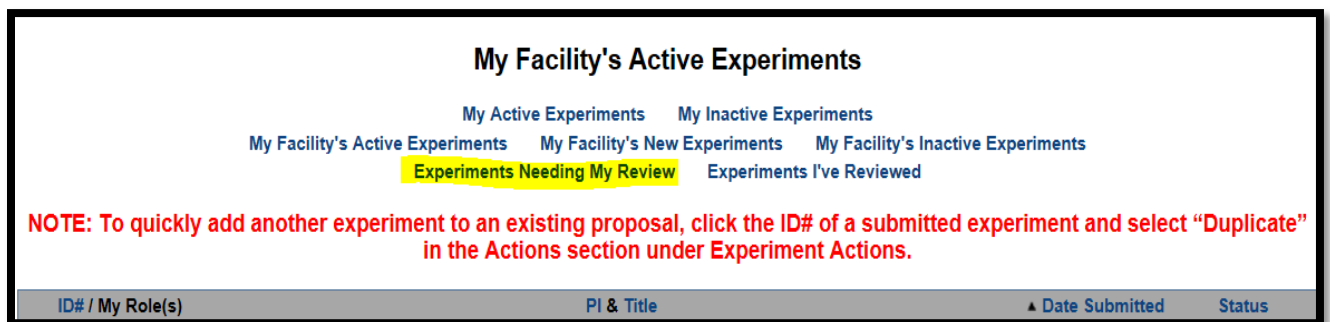 My Facility's Active Experiments
My Active Experiments My Inactive Experiments
My Facility's Active Experiments My Facility's New Experiments My Facility's Inactive Experiments
Experiments Needing My Review Experiments I've Reviewed
NOTE: To quickly add another experiment to an existing proposal, click the ID# of a submitted experiment and select “Duplicate”
in the Actions section under Experiment Actions.
ID# / My Role(s) PI & Title ▲ Date Submitted Status